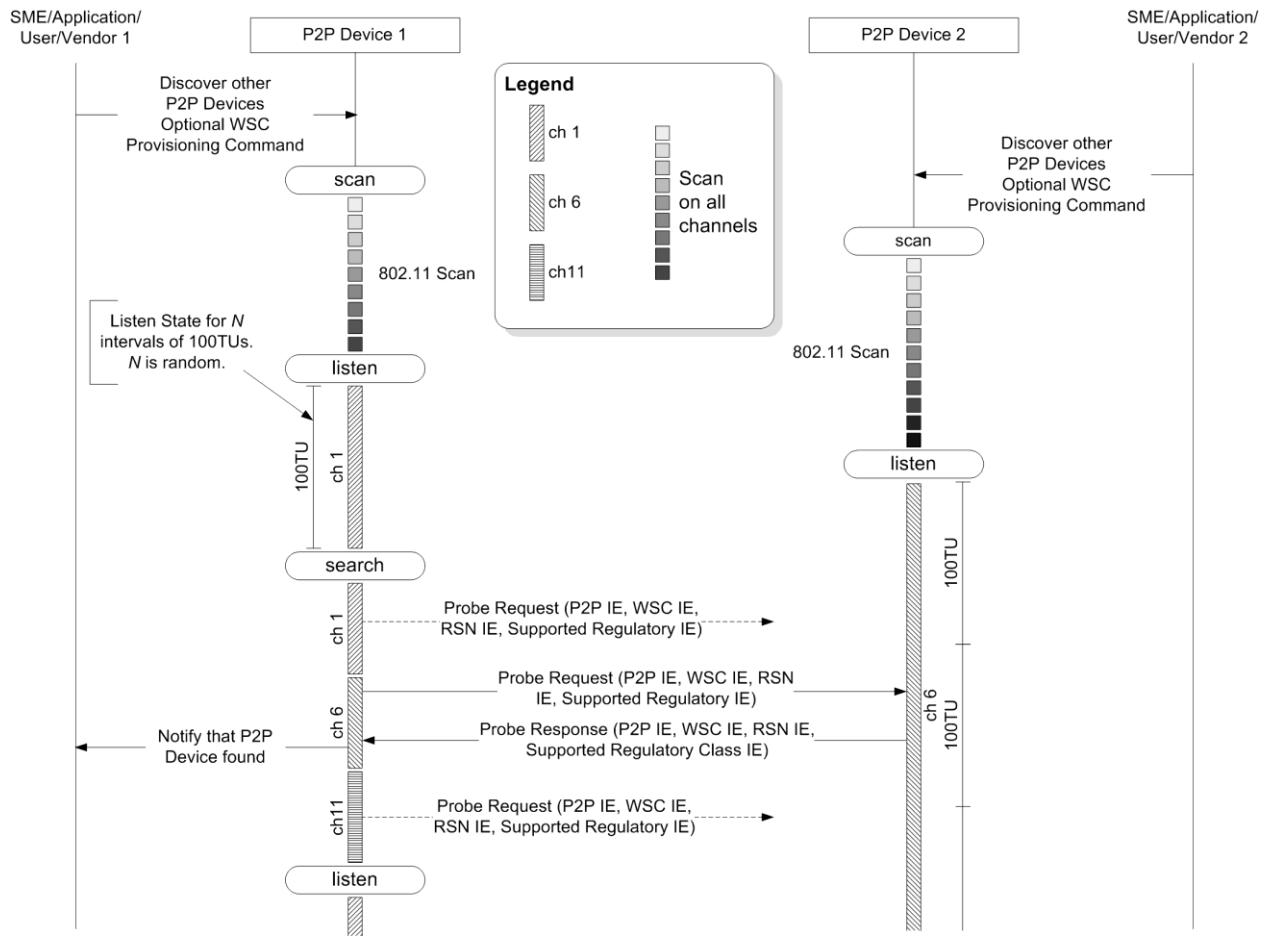 SME/Application/
User/Vendor 1
P2P Device 1
P2P Device 2
SME/Application/
User/Vendor 2
Discover other
P2P Devices
Optional WSC
Provisioning Command
Legend
ch 1
ch 6
ch11
Scan
on all
channels
Discover other
P2P Devices
Optional WSC
Provisioning Command
scan
scan
802.11 Scan
Listen State for N
intervals of 100TUs.
N is random.
802.11 Scan
listen
100TU
ch 1
listen
100TU
search
ch 1
Probe Request (P2P IE, WSC IE,
RSN IE, Supported Regulatory IE)
Probe Request (P2P IE, WSC IE, RSN
IE, Supported Regulatory IE)
ch 6
ch 6
100TU
Probe Response (P2P IE, WSC IE, RSN IE,
Supported Regulatory Class IE)
Notify that P2P
Device found
ch11
Probe Request (P2P IE, WSC IE,
RSN IE, Supported Regulatory IE)
listen